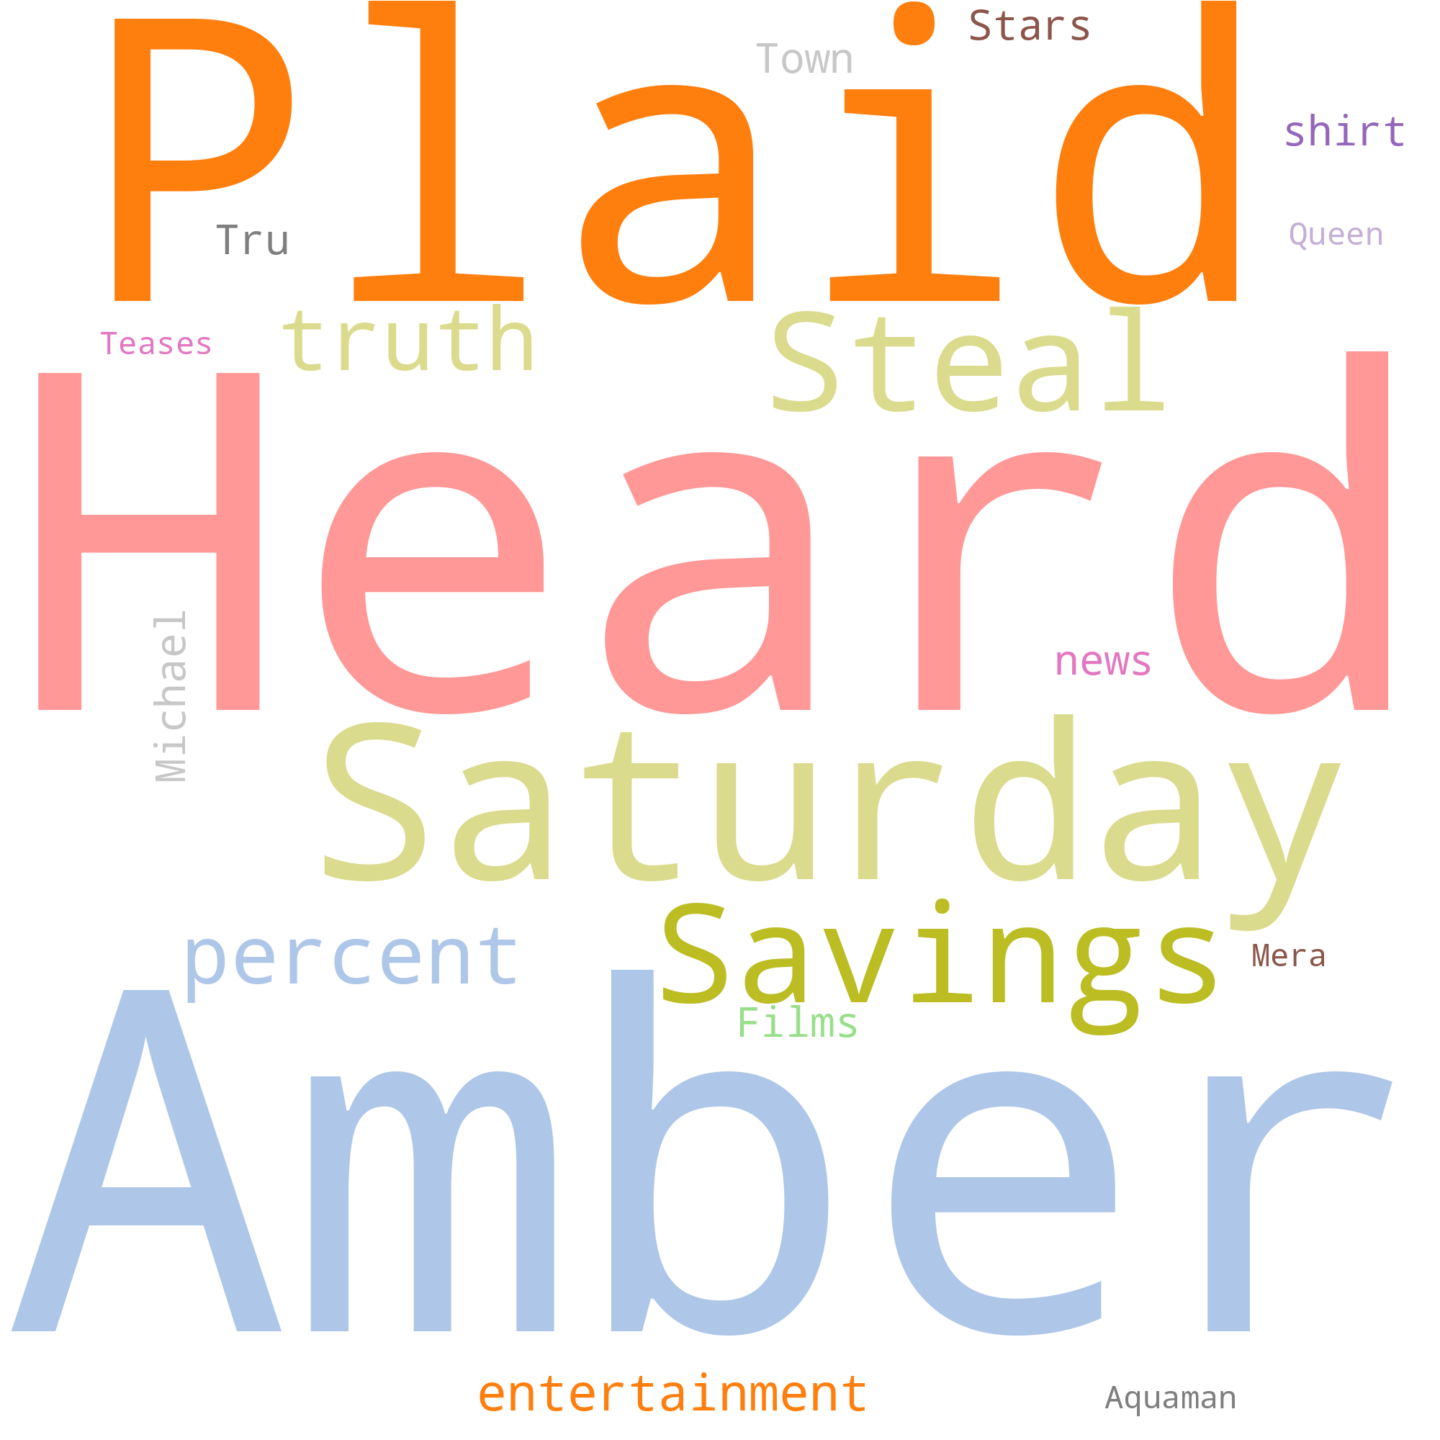 Plaid
Stars
Town
shirt
Tru
Queen
truth
Steal
Teases
Heard
Michael
news
Saturday
Savings
percent
Mera
Films
Amber
entertainment
Aquaman